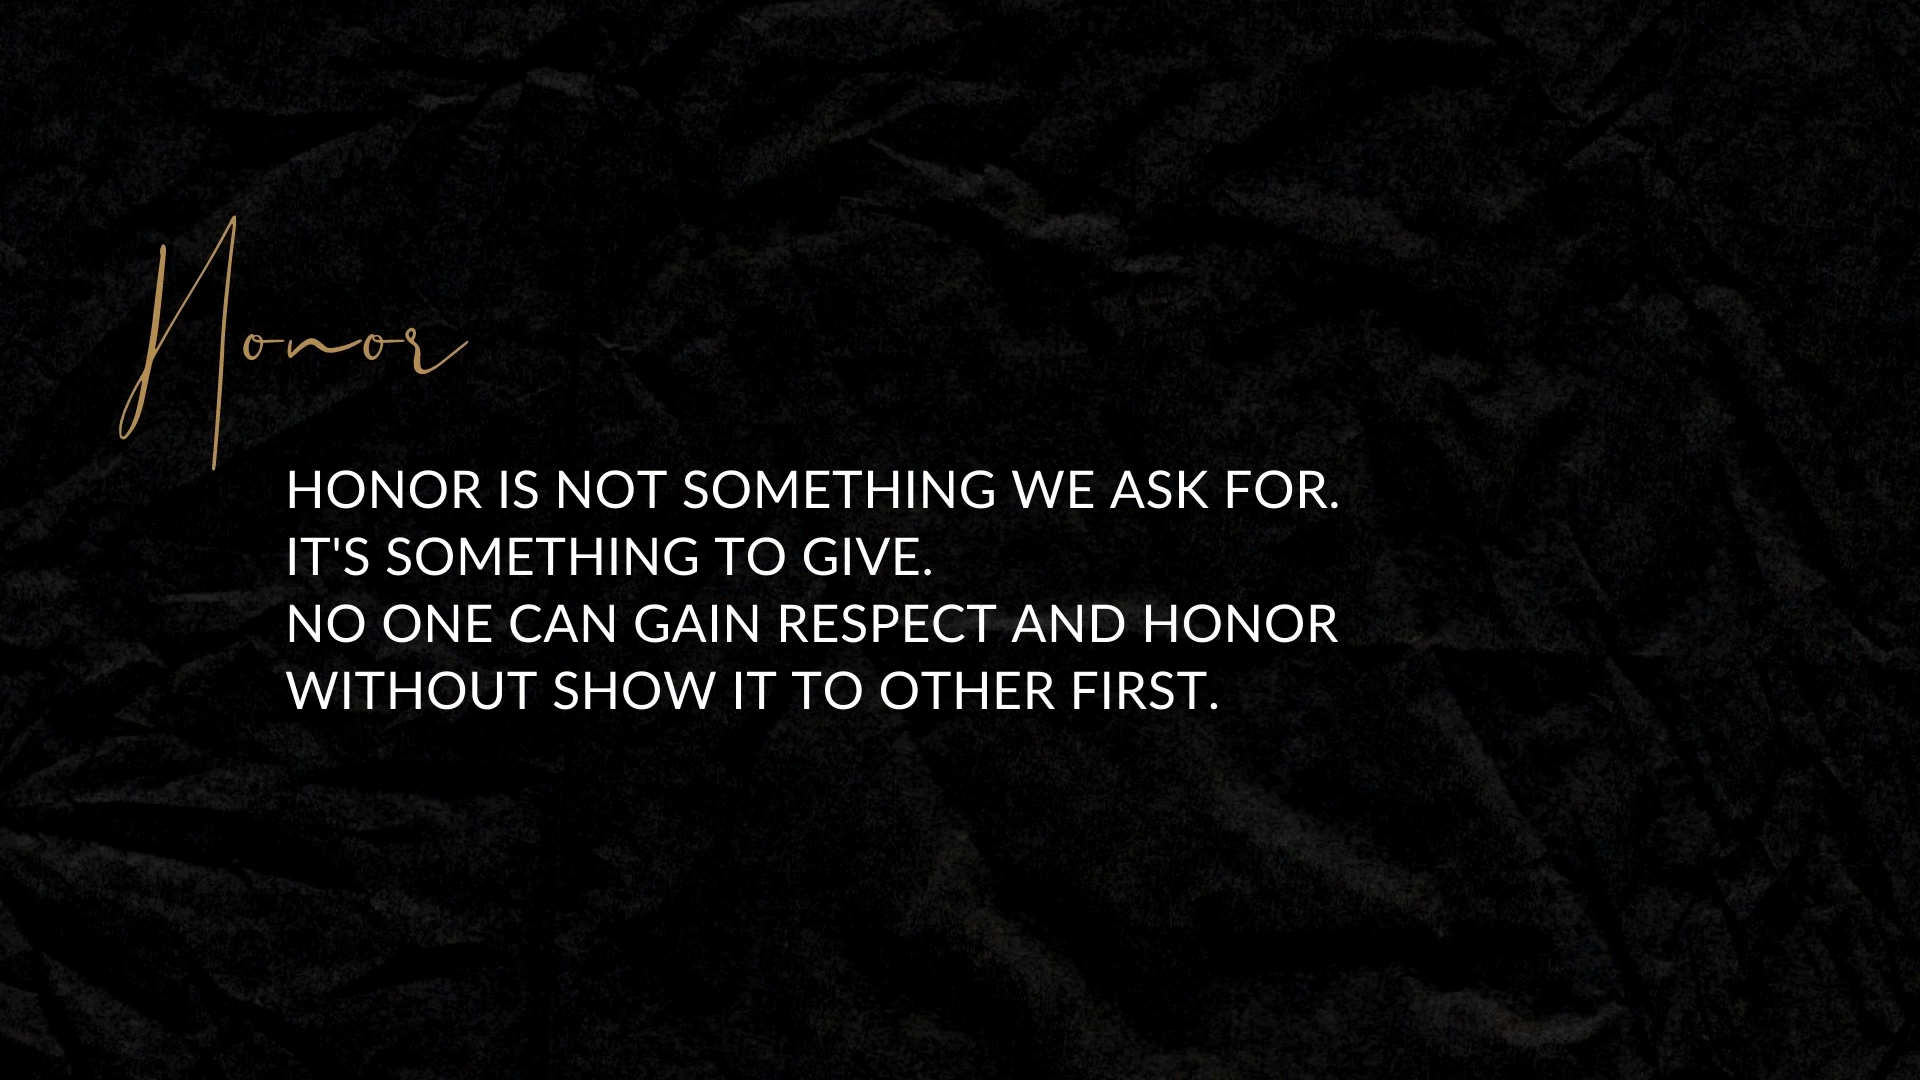 Honor
HONOR IS NOT SOMETHING WE ASK FOR.
IT'S SOMETHING TO GIVE.
NO ONE CAN GAIN RESPECT AND HONOR
WITHOUT SHOW IT TO OTHER FIRST.